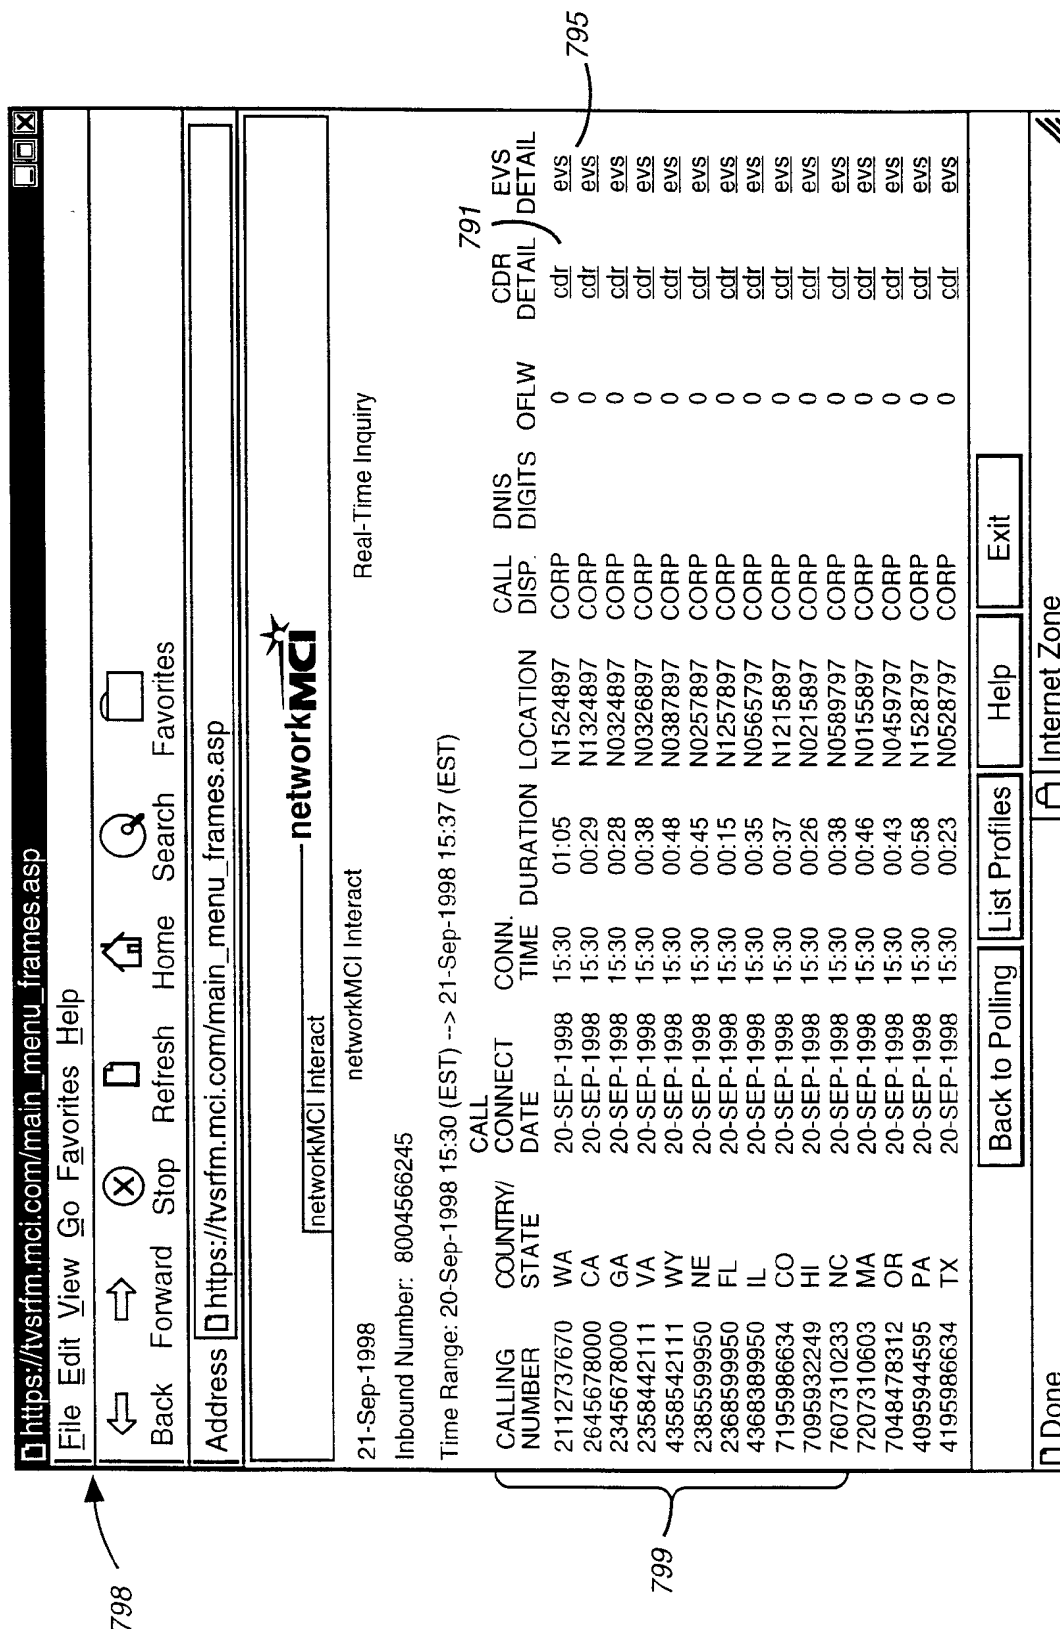 https://tvsrfm.mci.com/main_menu_frames.asp
File Edit View Go Favorites Help
Back Forward Stop Refresh Home Search Favorites
Address https://tvsrfm.mci.com/main_menu_frames.asp
networkMCI Interact networkMCI
21-Sep-1998 networkMCI Interact Real-Time Inquiry
Inbound Number: 8004566245
Time Range: 20-Sep-1998 15:30 (EST) --> 21-Sep-1998 15:37 (EST)
CALL
CALLING COUNTRY/ CONNECT CONN. CALL DNIS CDR EVS
NUMBER STATE DATE TIME DURATION LOCATION DISP. DIGITS OFLW DETAIL DETAIL
2112737670 WA 20-SEP-1998 15:30 01:05 N1524897 CORP 0 cdr evs
2645678000 CA 20-SEP-1998 15:30 00:29 N1324897 CORP 0 cdr evs
2345678000 GA 20-SEP-1998 15:30 00:28 N0324897 CORP 0 cdr evs
2358442111 VA 20-SEP-1998 15:30 00:38 N0326897 CORP 0 cdr evs
4358542111 WY 20-SEP-1998 15:30 00:48 N0387897 CORP 0 cdr evs
2385599950 NE 20-SEP-1998 15:30 00:45 N0257897 CORP 0 cdr evs
2368599950 FL 20-SEP-1998 15:30 00:15 N1257897 CORP 0 cdr evs
4368389950 IL 20-SEP-1998 15:30 00:35 N0565797 CORP 0 cdr evs
7195986634 CO 20-SEP-1998 15:30 00:37 N1215897 CORP 0 cdr evs
7095932249 HI 20-SEP-1998 15:30 00:26 N0215897 CORP 0 cdr evs
7607310233 NC 20-SEP-1998 15:30 00:38 N0589797 CORP 0 cdr evs
7207310603 MA 20-SEP-1998 15:30 00:46 N0155897 CORP 0 cdr evs
7048478312 OR 20-SEP-1998 15:30 00:43 N0459797 CORP 0 cdr evs
4095944595 PA 20-SEP-1998 15:30 00:58 N1528797 CORP 0 cdr evs
4195986634 TX 20-SEP-1998 15:30 00:23 N0528797 CORP 0 cdr evs
Back to Polling List Profiles Help Exit
Done Internet Zone
798
799
791
795